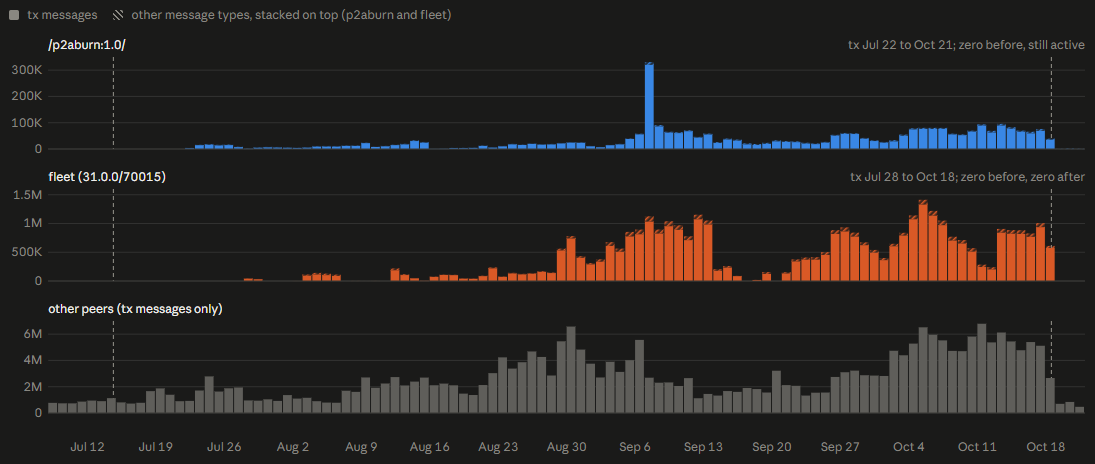 tx messages other message types, stacked on top (p2aburn and fleet)
/p2aburn:1.0/ tx Jul 22 to Oct 21; zero before, still active
300K
200K
100K
0
fleet (31.0.0/70015) tx Jul 28 to Oct 18; zero before, zero after
1.5M
1M
500K
0
other peers (tx messages only)
6M
4M
2M
0
Jul 12 Jul 19 Jul 26 Aug 2 Aug 9 Aug 16 Aug 23 Aug 30 Sep 6 Sep 13 Sep 20 Sep 27 Oct 4 Oct 11 Oct 18